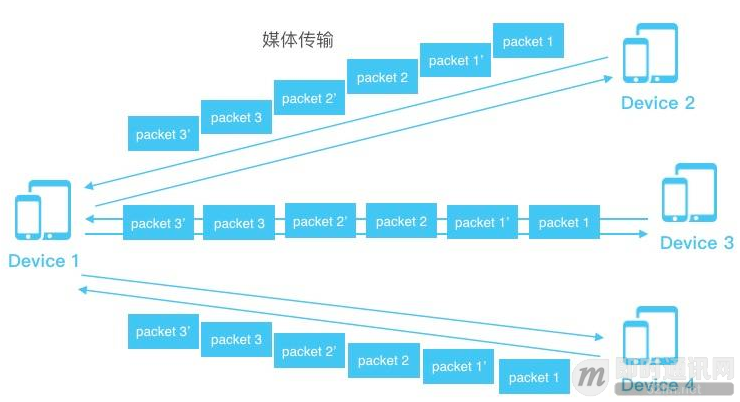 媒体传输
packet 1
packet 1’
packet 2
packet 2’
packet 3
packet 3’
Device 2
Device 1
packet 3’
packet 3
packet 2’
packet 2
packet 1’
packet 1
Device 3
packet 3’
packet 3
packet 2’
packet 2
packet 1’
packet 1
Device 4
即时通讯网